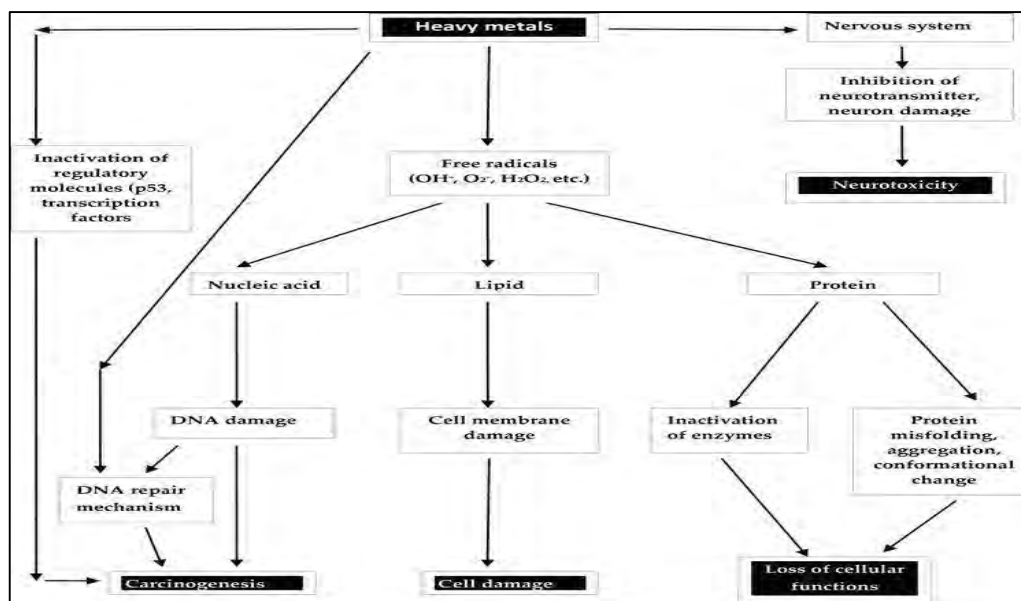 Heavy metals
Nervous system
Inhibition of
neurotransmitter,
neuron damage
Inactivation of
regulatory
molecules (p53,
transcription
factors
Free radicals
(OH⁻, O₂⁻, H₂O₂, etc.)
Neurotoxicity
Nucleic acid
Lipid
Protein
DNA damage
Cell membrane
damage
Inactivation
of enzymes
Protein
misfolding,
aggregation,
conformational
change
DNA repair
mechanism
Carcinogenesis
Cell damage
Loss of cellular
functions